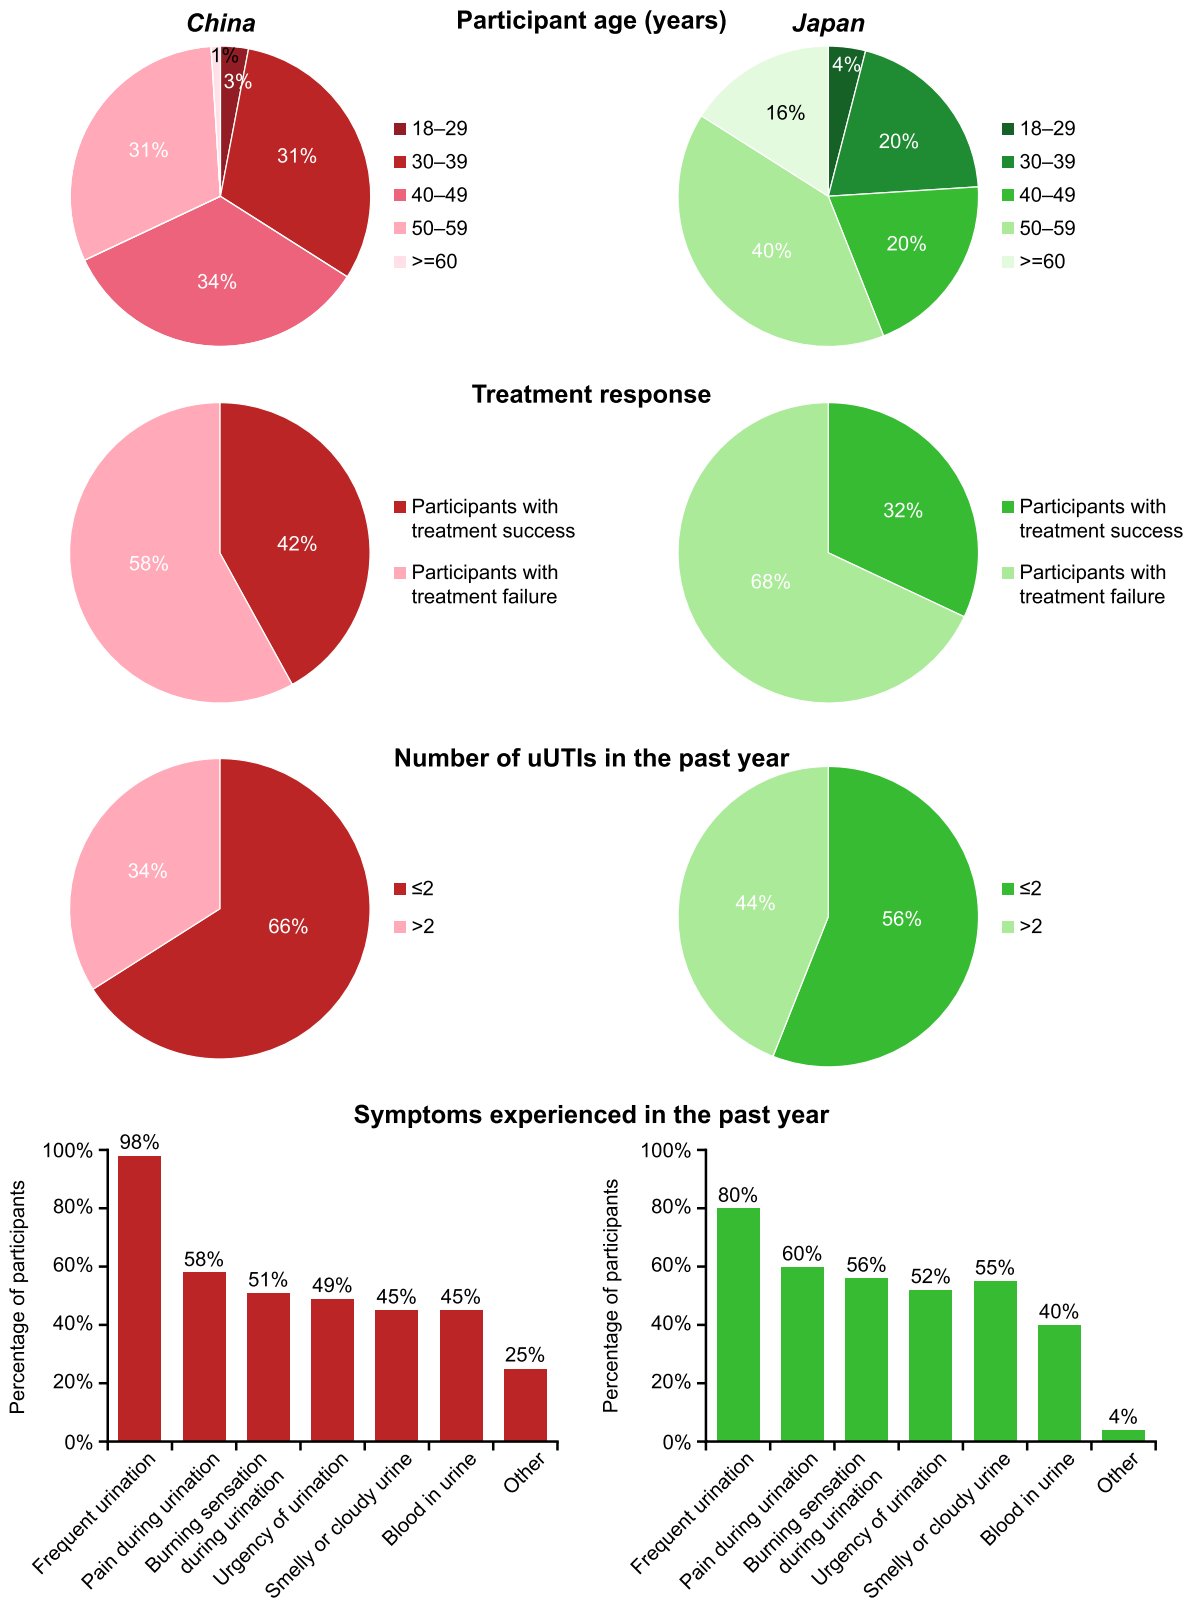 Participant age (years)
China
Japan
1%
3%
31%
34%
31%
18–29
30–39
40–49
50–59
>=60
4%
20%
20%
40%
16%
18–29
30–39
40–49
50–59
>=60
Treatment response
42%
58%
Participants with
treatment success
Participants with
treatment failure
32%
68%
Participants with
treatment success
Participants with
treatment failure
Number of uUTIs in the past year
34%
66%
≤2
>2
44%
56%
≤2
>2
Symptoms experienced in the past year
Percentage of participants
100%
80%
60%
40%
20%
0%
98%
58%
51%
49%
45%
45%
25%
Frequent urination
Pain during urination
Burning sensation
during urination
Urgency of urination
Smelly or cloudy urine
Blood in urine
Other
Percentage of participants
100%
80%
60%
40%
20%
0%
80%
60%
56%
52%
55%
40%
4%
Frequent urination
Pain during urination
Burning sensation
during urination
Urgency of urination
Smelly or cloudy urine
Blood in urine
Other